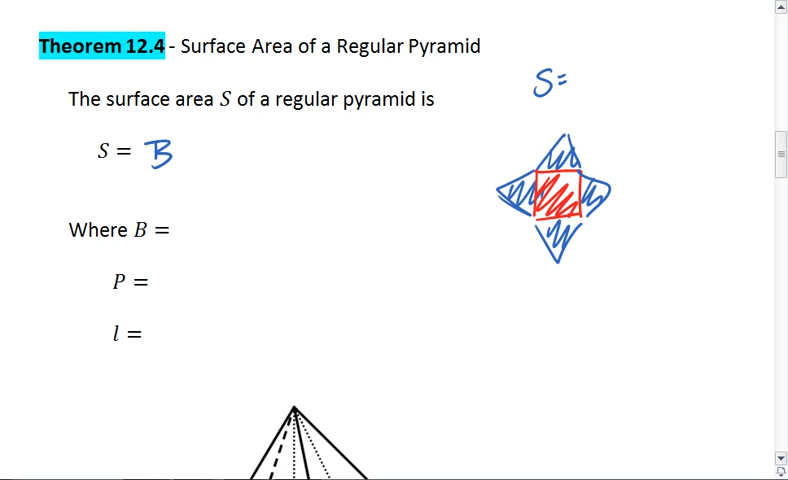 Theorem 12.4 - Surface Area of a Regular Pyramid
S=
The surface area S of a regular pyramid is
S = B
Where B =
P =
l =